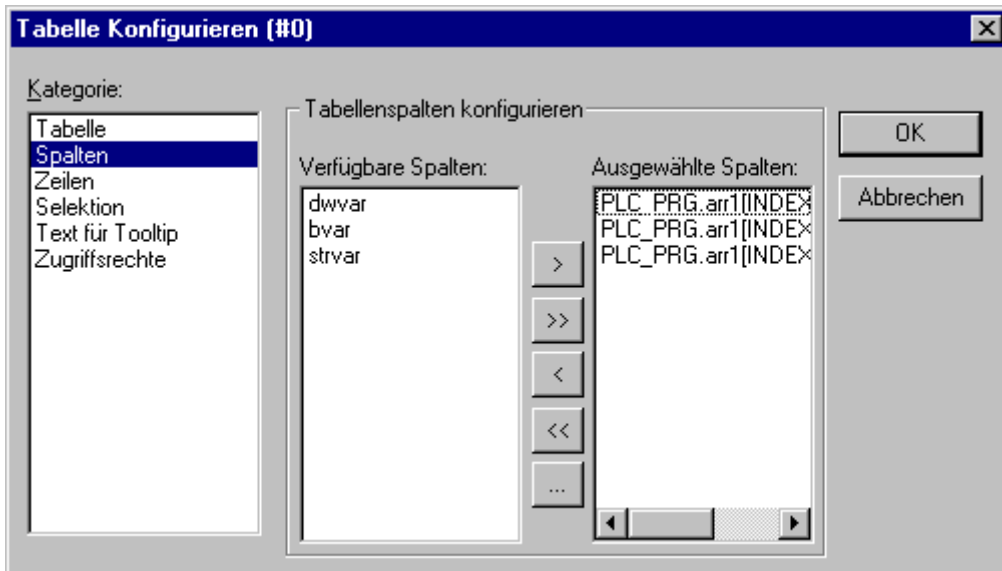 Tabelle Konfigurieren (#0)
Kategorie:
Tabelle
Spalten
Zeilen
Selektion
Text für Tooltip
Zugriffsrechte
Tabellenspalten konfigurieren
Verfügbare Spalten:
dwvar
bvar
strvar
>
>>
<
<<
...
Ausgewählte Spalten:
PLC_PRG.arr1[INDEX
PLC_PRG.arr1[INDEX
PLC_PRG.arr1[INDEX
OK
Abbrechen